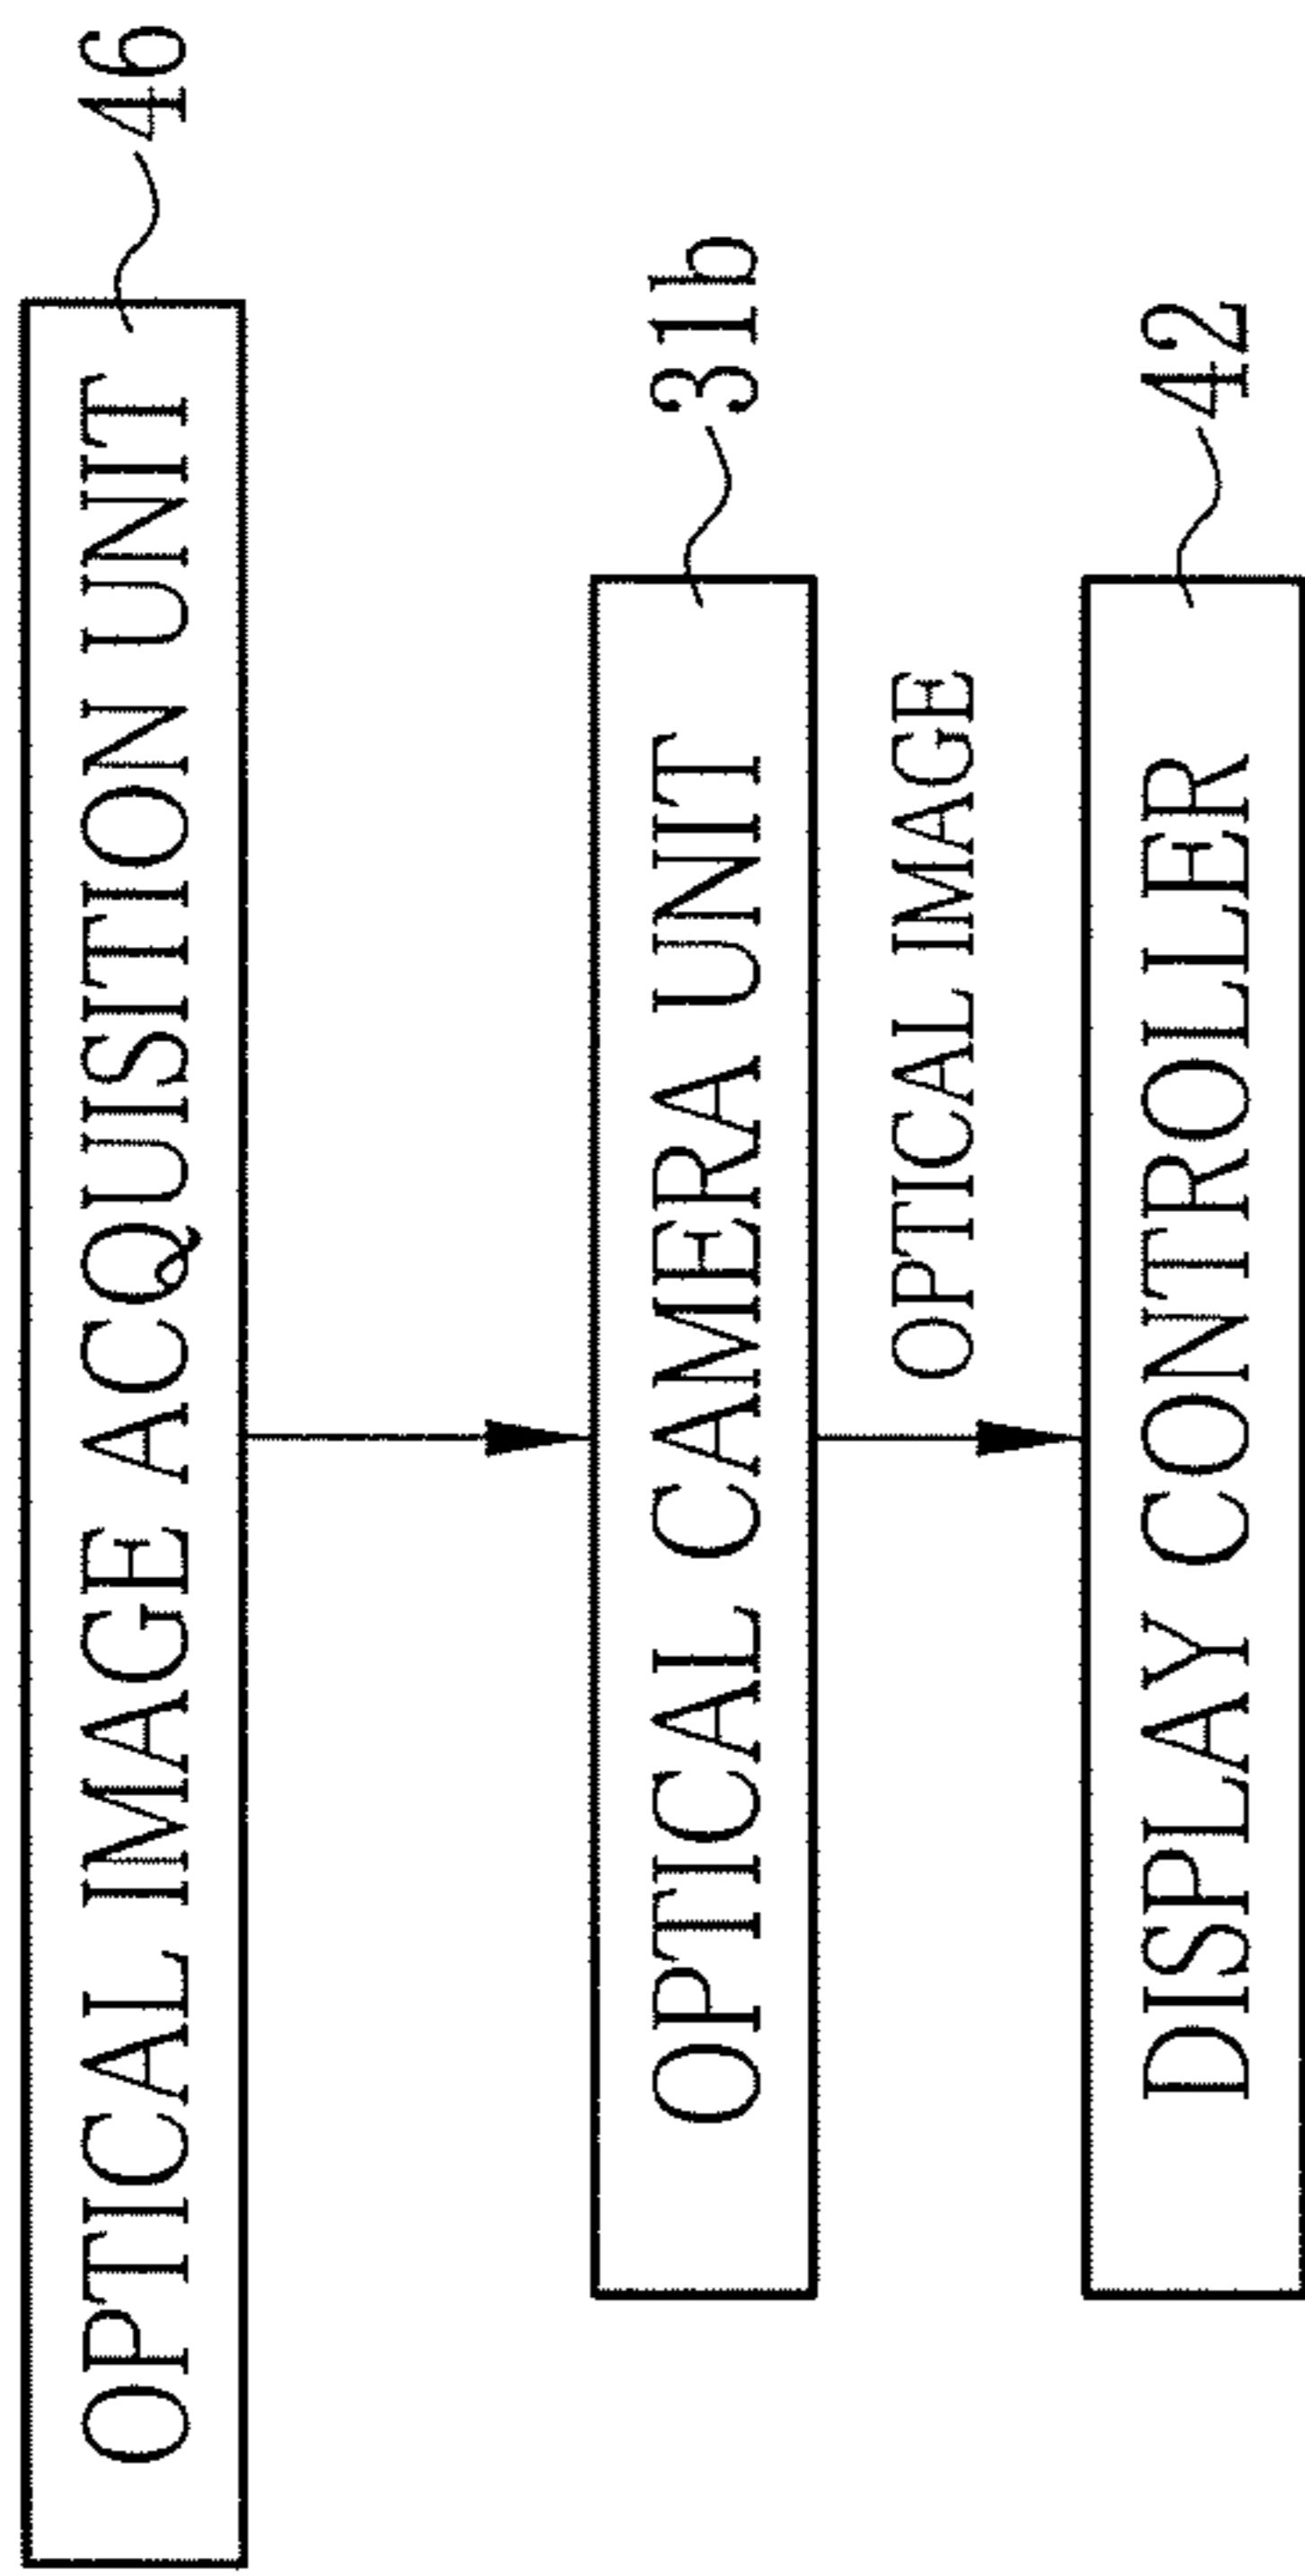 OPTICAL IMAGE ACQUISITION UNIT
46
OPTICAL CAMERA UNIT
31b
OPTICAL IMAGE
DISPLAY CONTROLLER
42